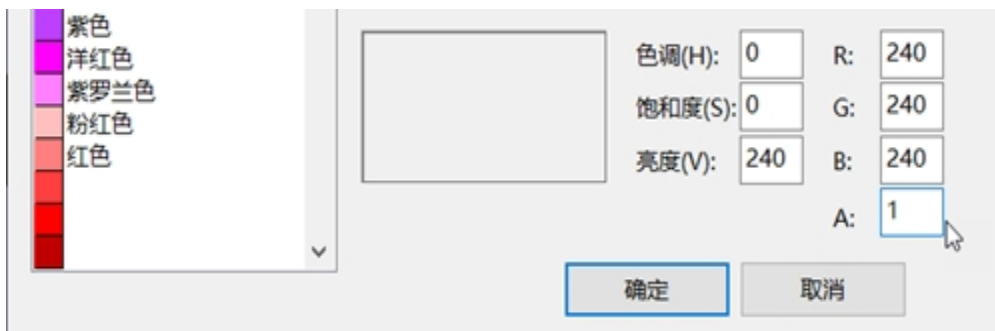 紫色
洋红色
紫罗兰色
粉红色
红色
色调(H): 0 R: 240
饱和度(S): 0 G: 240
亮度(V): 240 B: 240
A: 1
确定 取消